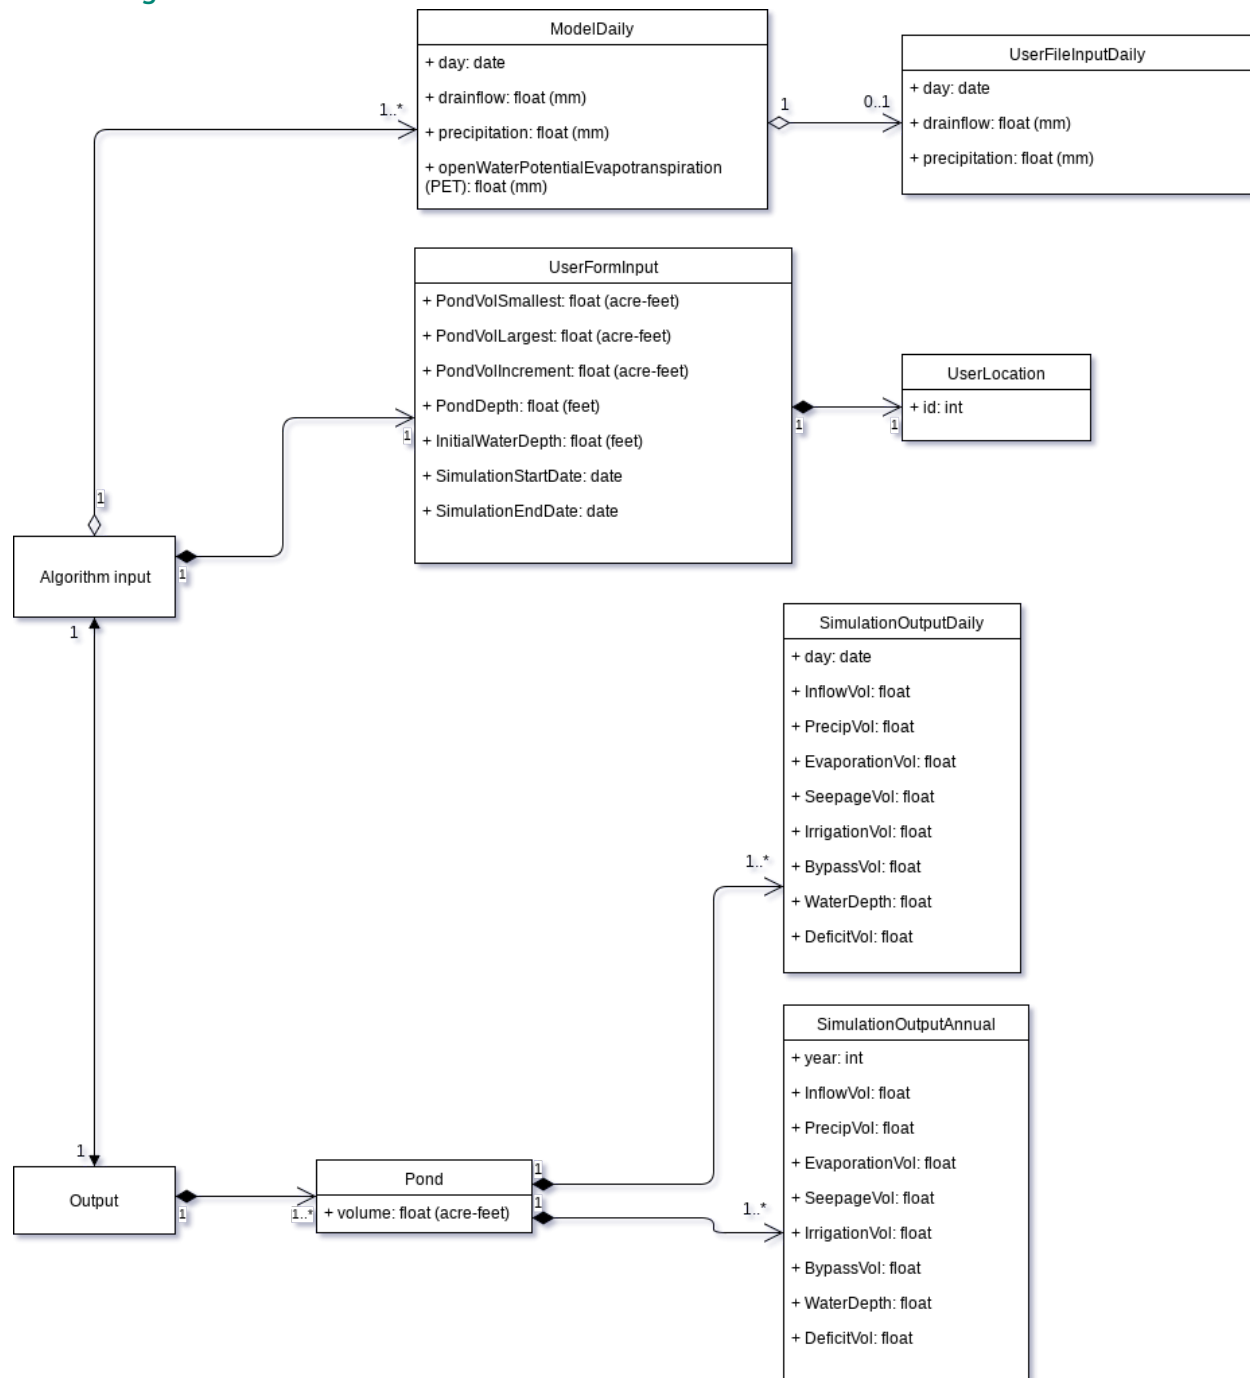 ModelDaily
+ day: date
+ drainflow: float (mm)
+ precipitation: float (mm)
+ openWaterPotentialEvapotranspiration
(PET): float (mm)
1..*
1
0..1
UserFileInputDaily
+ day: date
+ drainflow: float (mm)
+ precipitation: float (mm)
UserFormInput
+ PondVolSmallest: float (acre-feet)
+ PondVolLargest: float (acre-feet)
+ PondVolIncrement: float (acre-feet)
+ PondDepth: float (feet)
+ InitialWaterDepth: float (feet)
+ SimulationStartDate: date
+ SimulationEndDate: date
1
1
1
UserLocation
+ id: int
1
Algorithm input
1
1
SimulationOutputDaily
+ day: date
+ InflowVol: float
+ PrecipVol: float
+ EvaporationVol: float
+ SeepageVol: float
+ IrrigationVol: float
+ BypassVol: float
+ WaterDepth: float
+ DeficitVol: float
1..*
SimulationOutputAnnual
+ year: int
+ InflowVol: float
+ PrecipVol: float
+ EvaporationVol: float
+ SeepageVol: float
+ IrrigationVol: float
+ BypassVol: float
+ WaterDepth: float
+ DeficitVol: float
1..*
1
Output
1
1..*
Pond
+ volume: float (acre-feet)
1
1